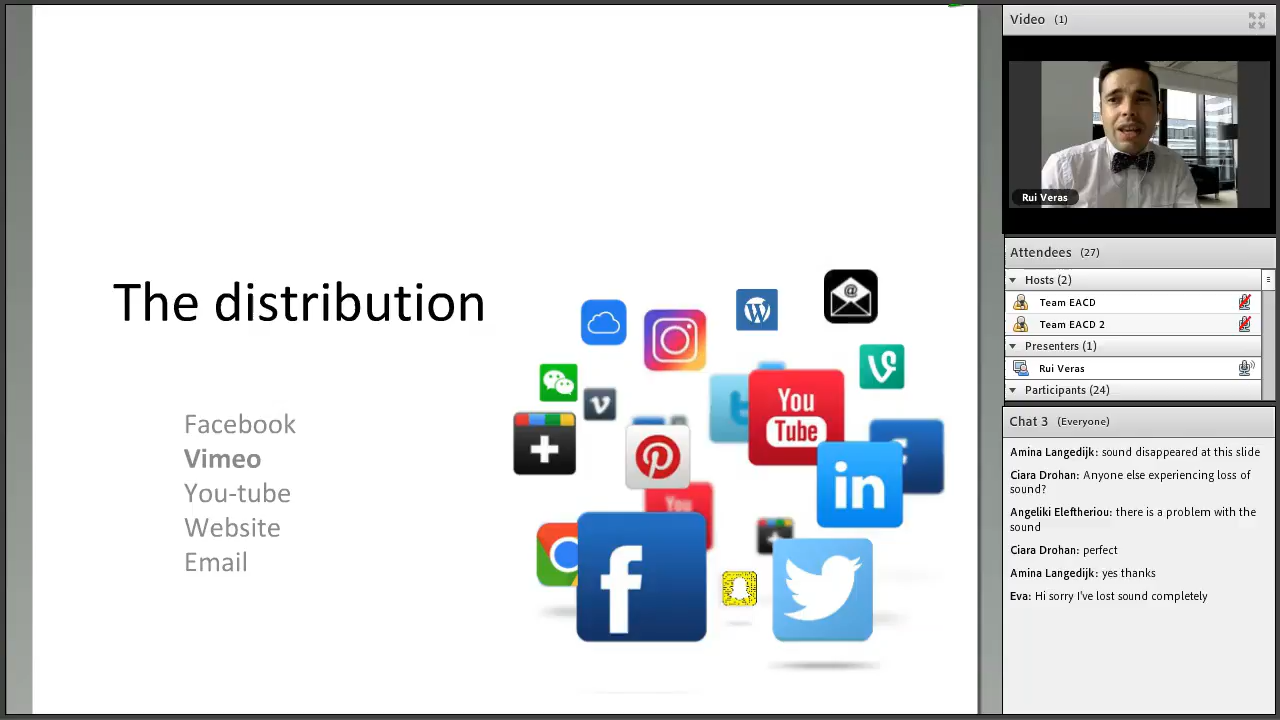 The distribution
Facebook
Vimeo
You-tube
Website
Email
@
You
Tube
You
in
f
Video (1)
Rui Veras
Attendees (27)
Hosts (2)
Team EACD
Team EACD 2
Presenters (1)
Rui Veras
Participants (24)
Chat 3 (Everyone)
Amina Langedijk: sound disappeared at this slide
Ciara Drohan: Anyone else experiencing loss of
sound?
Angeliki Eleftheriou: there is a problem with the
sound
Ciara Drohan: perfect
Amina Langedijk: yes thanks
Eva: Hi sorry I've lost sound completely